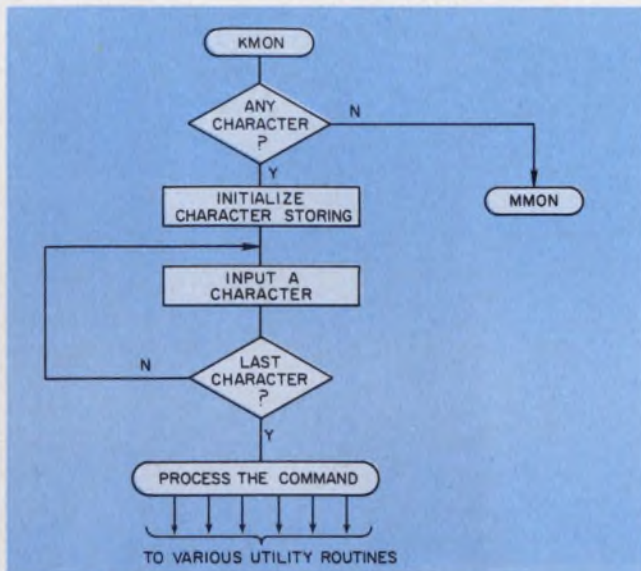 KMON
ANY
CHARACTER
?
N
Y
MMON
INITIALIZE
CHARACTER STORING
INPUT A
CHARACTER
N
LAST
CHARACTER
?
Y
PROCESS THE COMMAND
TO VARIOUS UTILITY ROUTINES